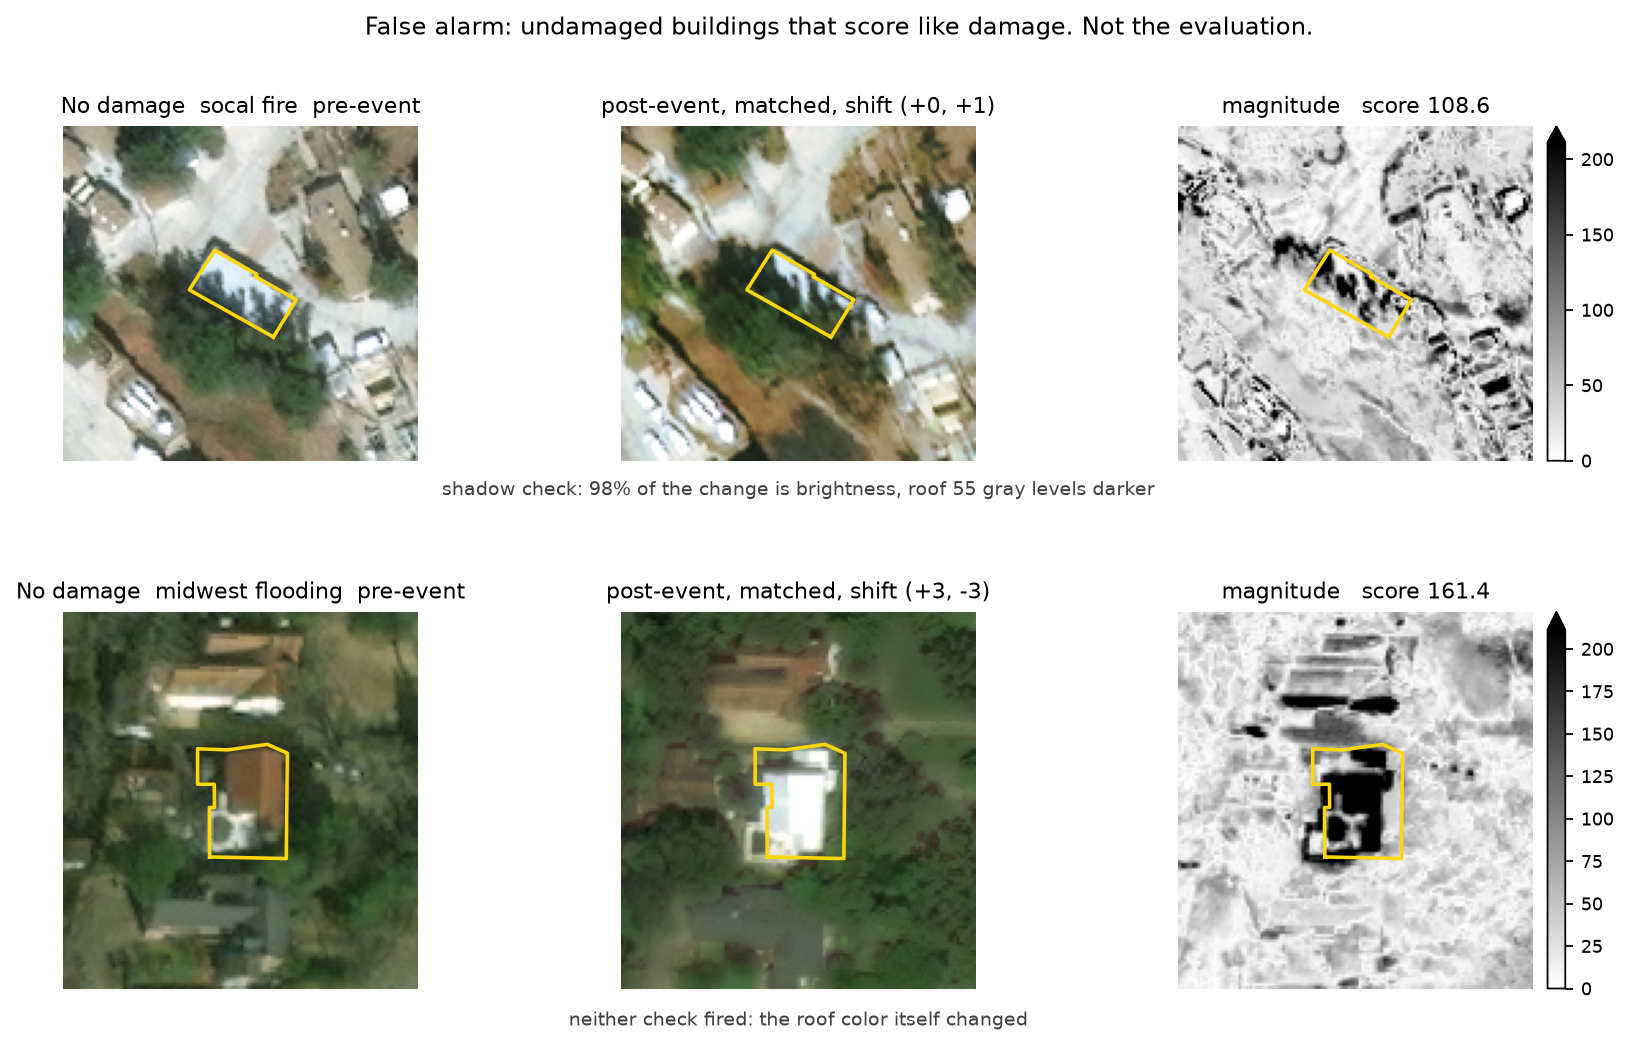 False alarm: undamaged buildings that score like damage. Not the evaluation.
No damage  socal fire  pre-event
post-event, matched, shift (+0, +1)
magnitude   score 108.6
200
150
100
50
0
shadow check: 98% of the change is brightness, roof 55 gray levels darker
No damage  midwest flooding  pre-event
post-event, matched, shift (+3, -3)
magnitude   score 161.4
200
175
150
125
100
75
50
25
0
neither check fired: the roof color itself changed